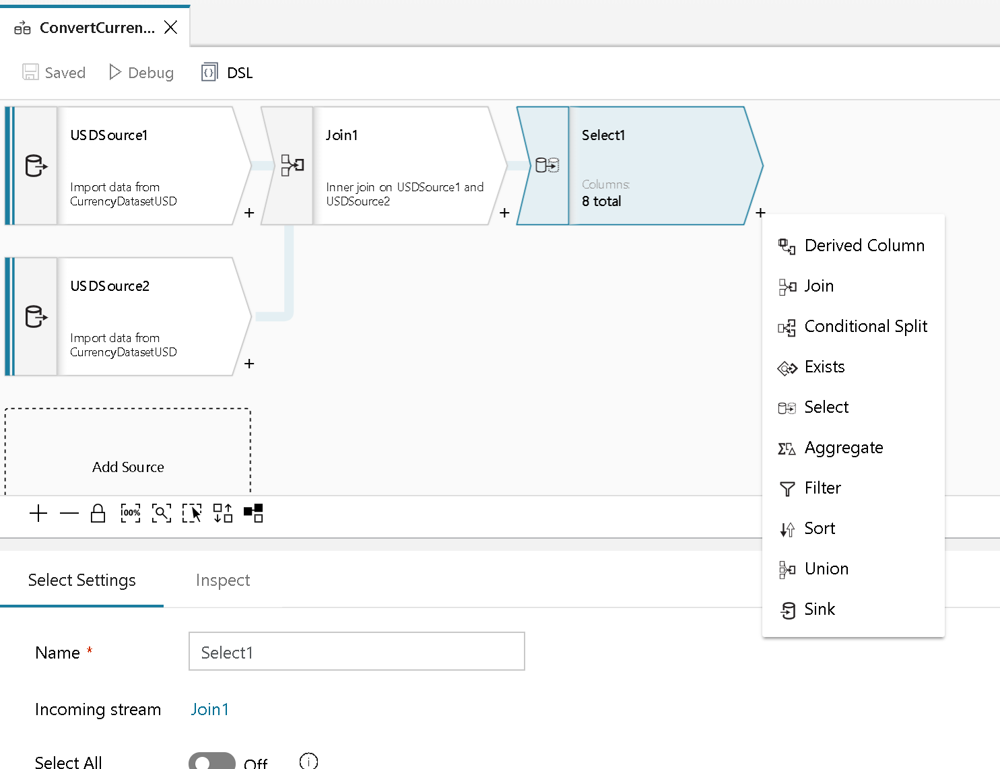 ConvertCurren...
Saved
Debug
DSL
USDSource1
Import data from
CurrencyDatasetUSD
+
Join1
Inner join on USDSource1 and
USDSource2
+
Select1
Columns:
8 total
+
USDSource2
Import data from
CurrencyDatasetUSD
+
Add Source
Derived Column
Join
Conditional Split
Exists
Select
Aggregate
Filter
Sort
Union
Sink
100%
Select Settings
Inspect
Name *
Select1
Incoming stream
Join1
Select All
Off